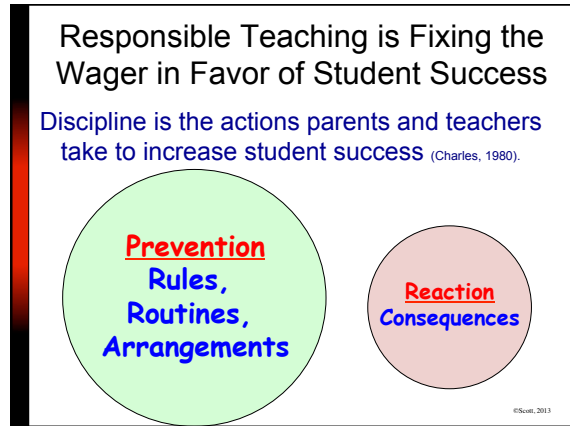 Responsible Teaching is Fixing the
Wager in Favor of Student Success
Discipline is the actions parents and teachers
take to increase student success (Charles, 1980).
Prevention
Rules,
Routines,
Arrangements
Reaction
Consequences
©Scott, 2013